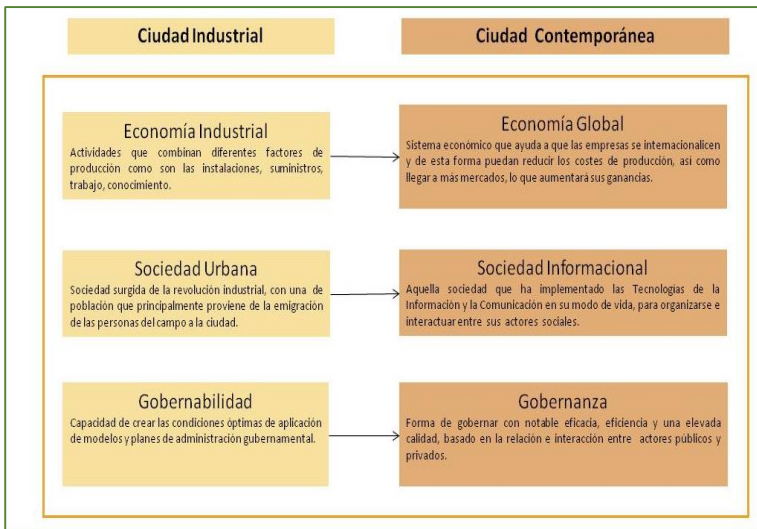 Ciudad Industrial
Ciudad Contemporánea
Economía Industrial
Actividades que combinan diferentes factores de
producción como son las instalaciones, suministros,
trabajo, conocimiento.
Economía Global
Sistema económico que ayuda a que las empresas se internacionalicen
y de esta forma puedan reducir los costes de producción, así como
llegar a más mercados, lo que aumentará sus ganancias.
Sociedad Urbana
Sociedad surgida de la revolución industrial, con una de
población que principalmente proviene de la emigración
de las personas del campo a la ciudad.
Sociedad Informacional
Aquella sociedad que ha implementado las Tecnologías de la
Información y la Comunicación en su modo de vida, para organizarse e
interactuar entre sus actores sociales.
Gobernabilidad
Capacidad de crear las condiciones óptimas de aplicación
de modelos y planes de administración gubernamental.
Gobernanza
Forma de gobernar con notable eficacia, eficiencia y una elevada
calidad, basado en la relación e interacción entre actores públicos y
privados.